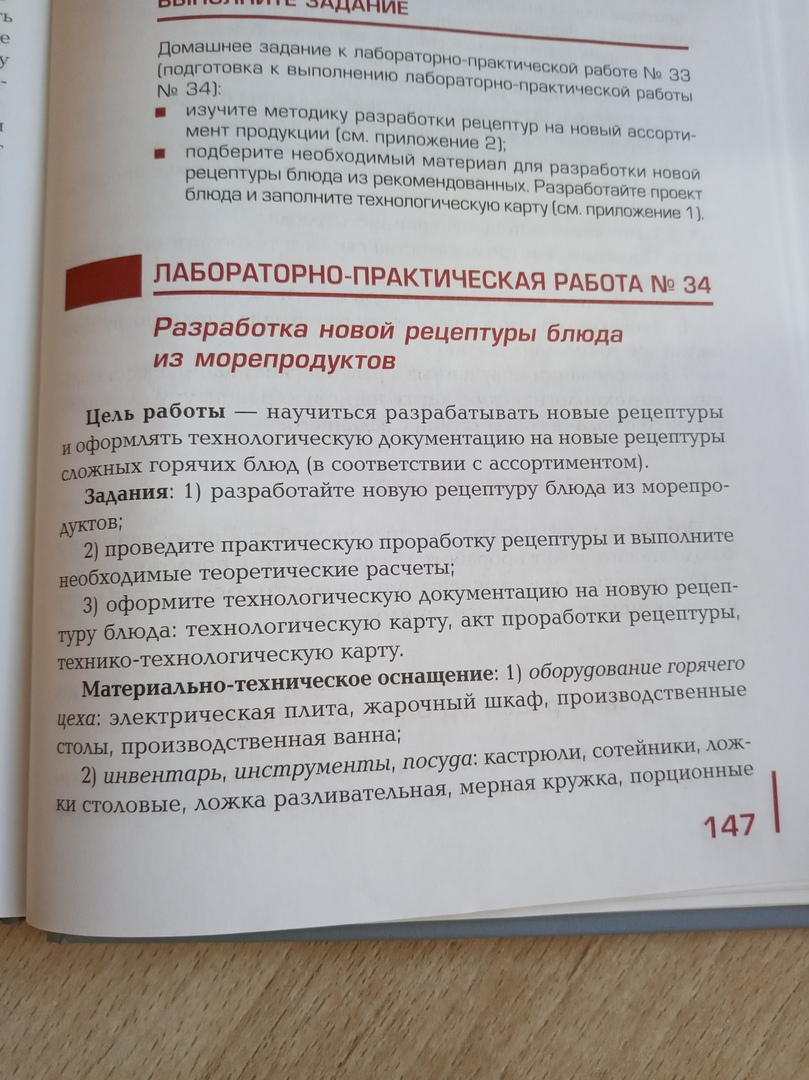 ть
е
у
-
ВЫПОЛНИТЕ ЗАДАНИЕ
Домашнее задание к лабораторно-практической работе № 33
(подготовка к выполнению лабораторно-практической работы
№ 34):
изучите методику разработки рецептур на новый ассорти-
мент продукции (см. приложение 2);
подберите необходимый материал для разработки новой
рецептуры блюда из рекомендованных. Разработайте проект
блюда и заполните технологическую карту (см. приложение 1).
ЛАБОРАТОРНО-ПРАКТИЧЕСКАЯ РАБОТА № 34
Разработка новой рецептуры блюда
из морепродуктов
Цель работы — научиться разрабатывать новые рецептуры
и оформлять технологическую документацию на новые рецептуры
сложных горячих блюд (в соответствии с ассортиментом).
Задания: 1) разработайте новую рецептуру блюда из морепро-
дуктов;
2) проведите практическую проработку рецептуры и выполните
необходимые теоретические расчеты;
3) оформите технологическую документацию на новую рецеп-
туру блюда: технологическую карту, акт проработки рецептуры,
технико-технологическую карту.
Материально-техническое оснащение: 1) оборудование горячего
цеха: электрическая плита, жарочный шкаф, производственные
столы, производственная ванна;
2) инвентарь, инструменты, посуда: кастрюли, сотейники, лож-
ки столовые, ложка разливательная, мерная кружка, порционные
147